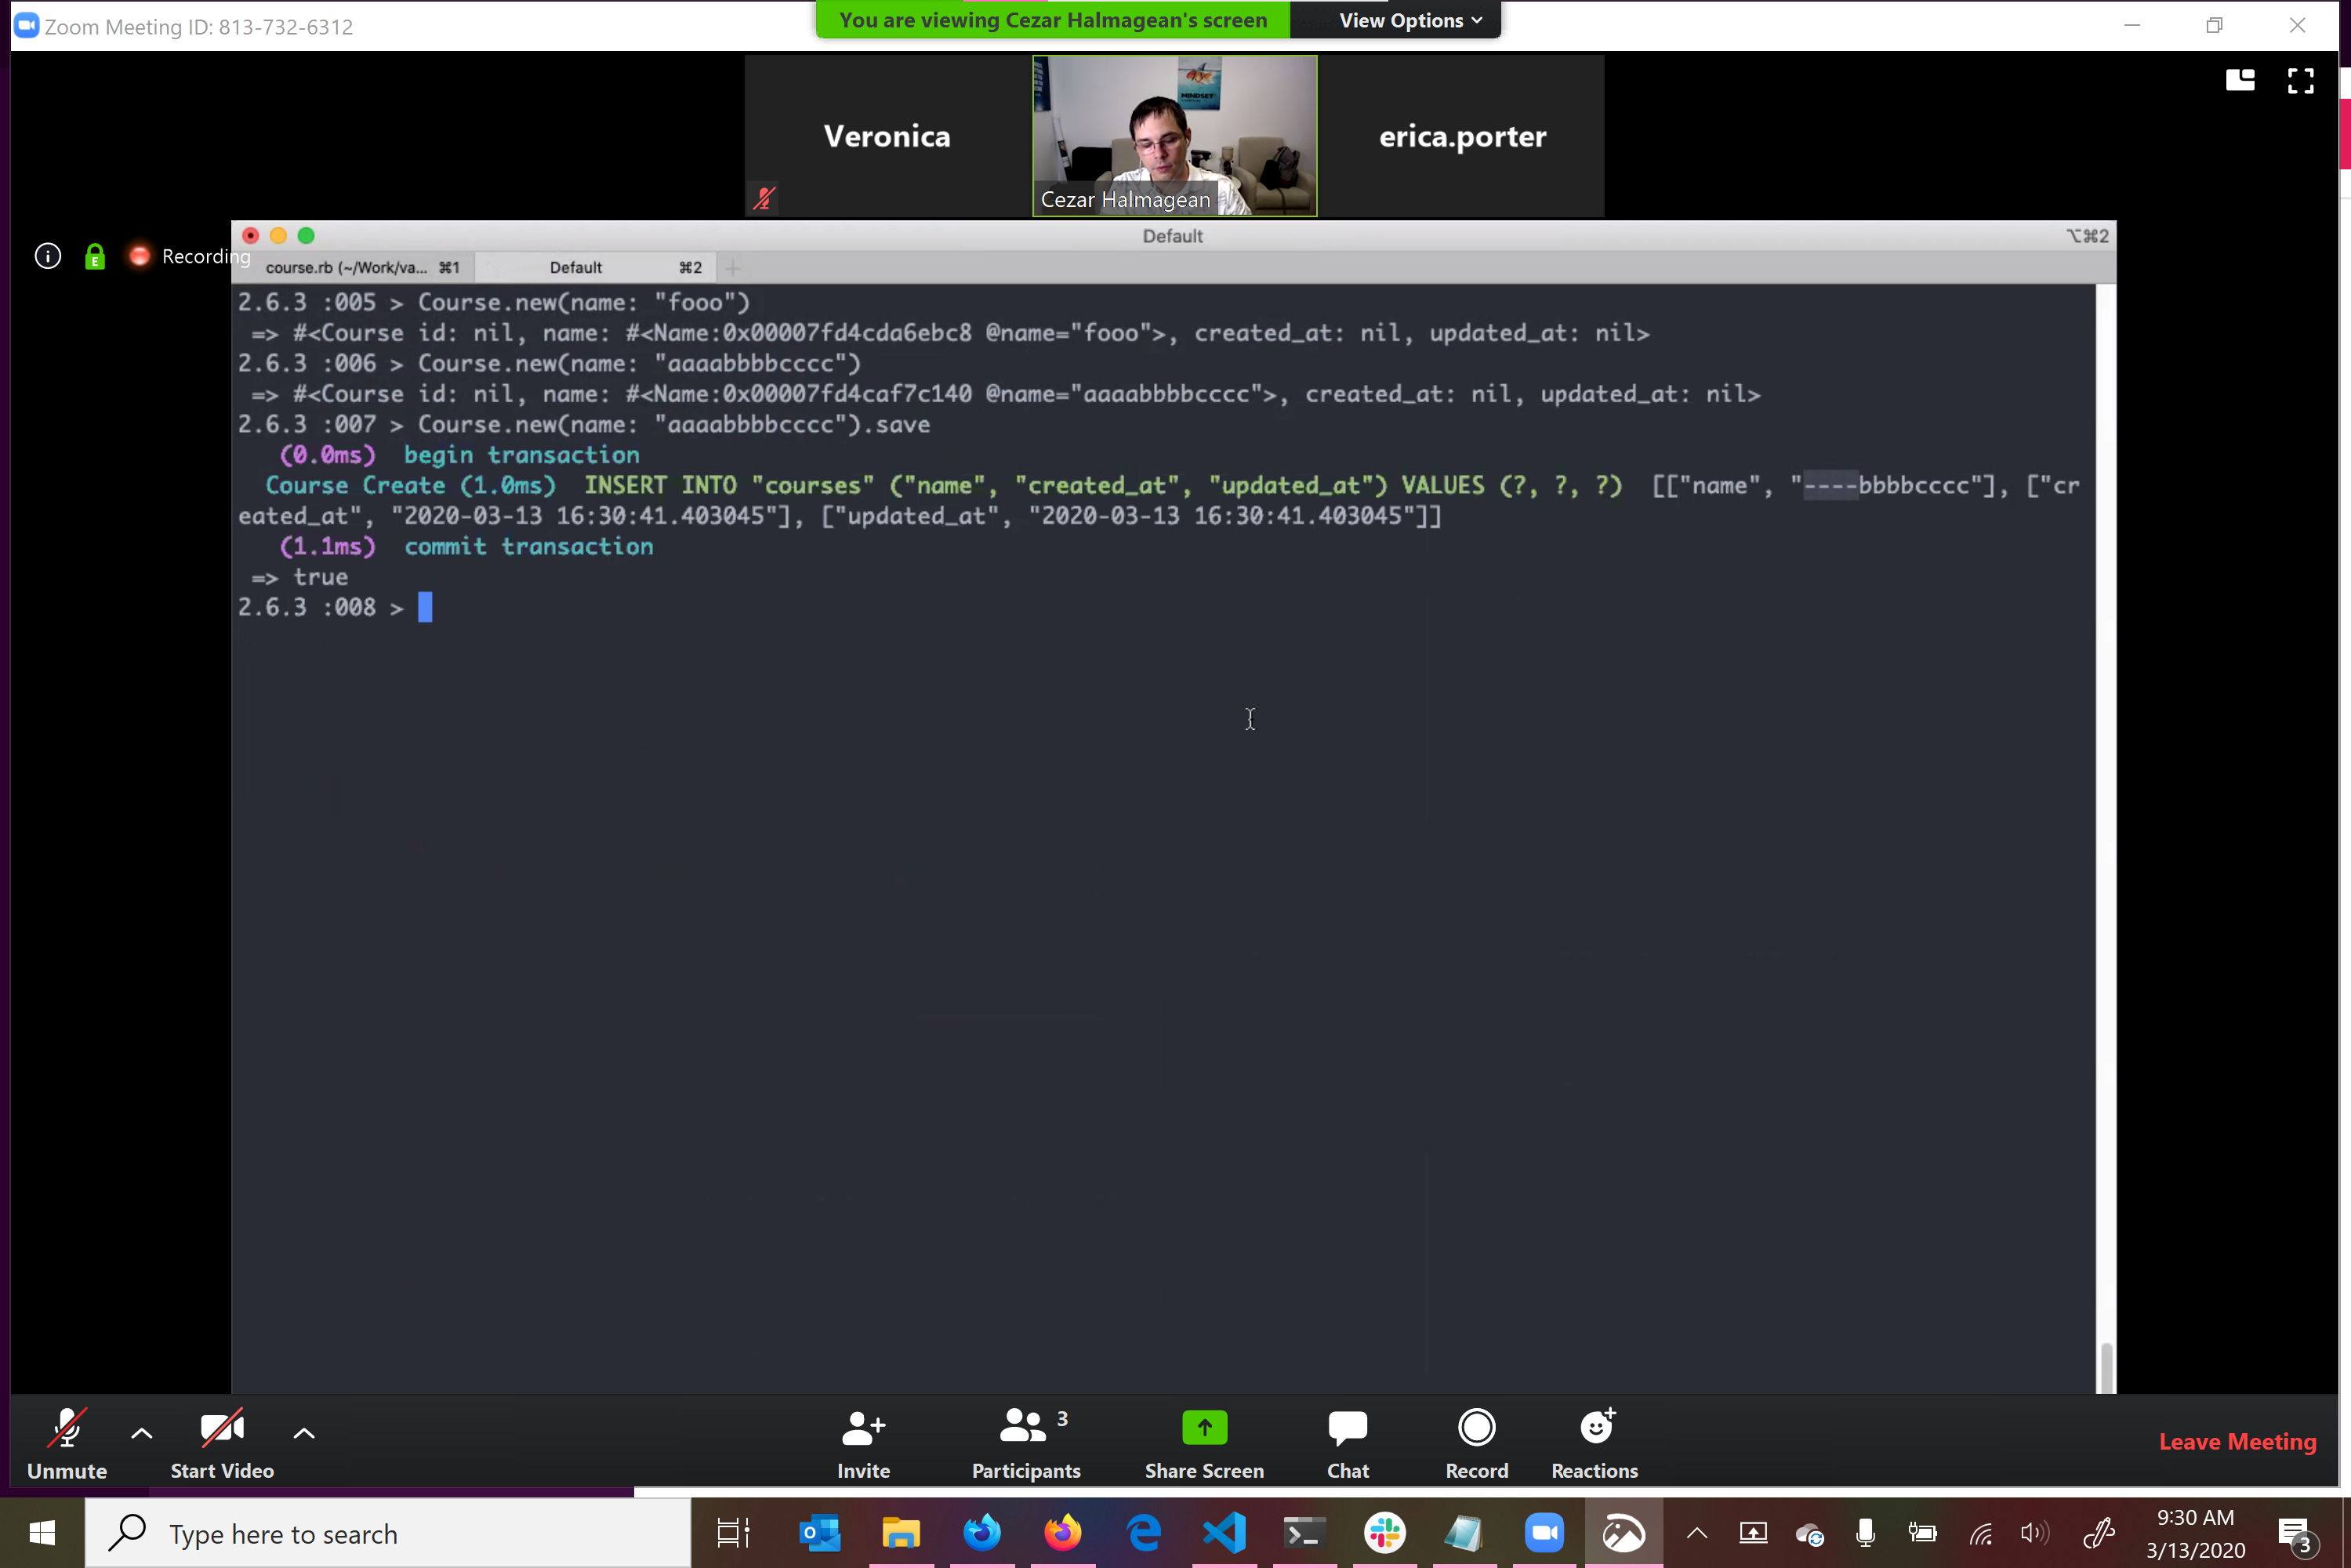 Zoom Meeting ID: 813-732-6312
You are viewing Cezar Halmagean's screen
View Options
Veronica
MINDSET
Cezar Halmagean
erica.porter
Recording
Default
⌥⌘2
course.rb (~/Work/va... ⌘1
Default ⌘2
2.6.3 :005 > Course.new(name: "fooo")
=> #<Course id: nil, name: #<Name:0x00007fd4cda6ebc8 @name="fooo">, created_at: nil, updated_at: nil>
2.6.3 :006 > Course.new(name: "aaaabbbbcccc")
=> #<Course id: nil, name: #<Name:0x00007fd4caf7c140 @name="aaaabbbbcccc">, created_at: nil, updated_at: nil>
2.6.3 :007 > Course.new(name: "aaaabbbbcccc").save
(0.0ms) begin transaction
Course Create (1.0ms) INSERT INTO "courses" ("name", "created_at", "updated_at") VALUES (?, ?, ?) [["name", "----bbbbcccc"], ["cr
eated_at", "2020-03-13 16:30:41.403045"], ["updated_at", "2020-03-13 16:30:41.403045"]]
(1.1ms) commit transaction
=> true
2.6.3 :008 >
Unmute
Start Video
Invite
3
Participants
Share Screen
Chat
Record
Reactions
Leave Meeting
Type here to search
9:30 AM
3/13/2020
3